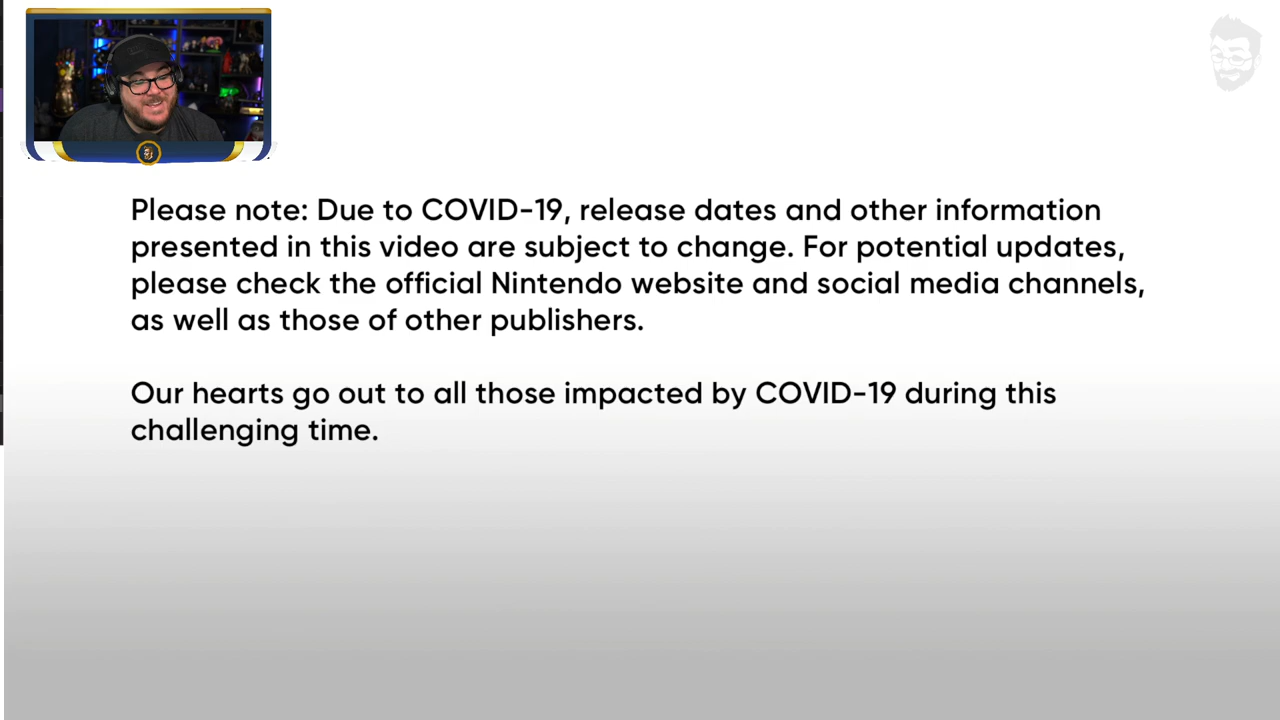 Please note: Due to COVID-19, release dates and other information
presented in this video are subject to change. For potential updates,
please check the official Nintendo website and social media channels,
as well as those of other publishers.
Our hearts go out to all those impacted by COVID-19 during this
challenging time.